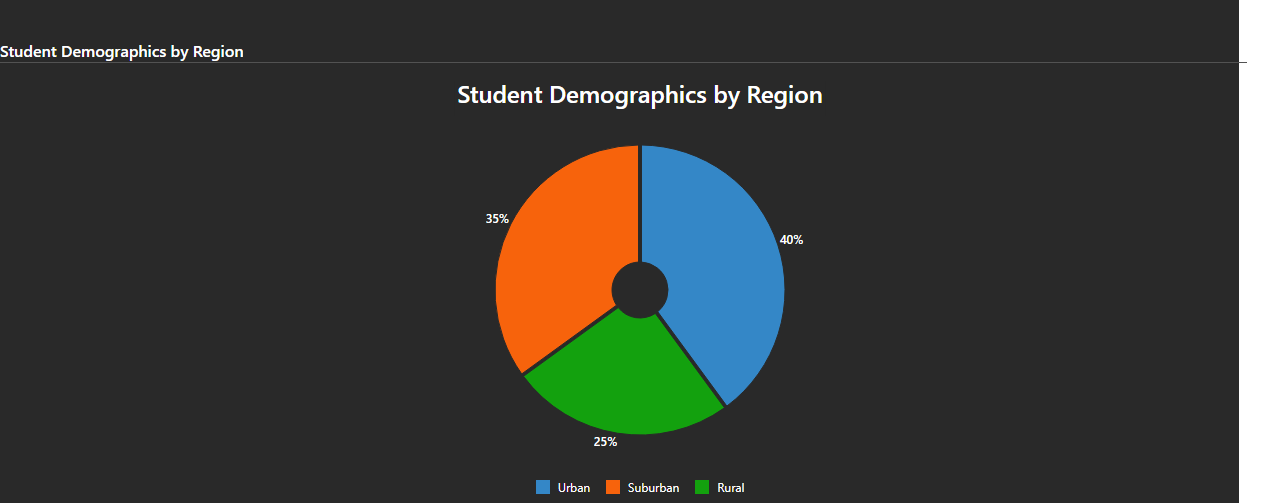 Student Demographics by Region
Student Demographics by Region
35%
40%
25%
Urban Suburban Rural